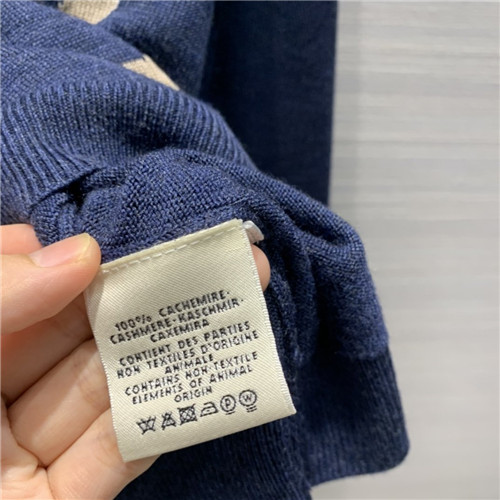 100% CACHEMIRE-
CASHMERE-KASCHMIR-
CAXEMIRA
CONTIENT DES PARTIES
NON TEXTILES D'ORIGINE
ANIMALE
CONTAINS NON-TEXTILE
ELEMENTS OF ANIMAL
ORIGIN
P W